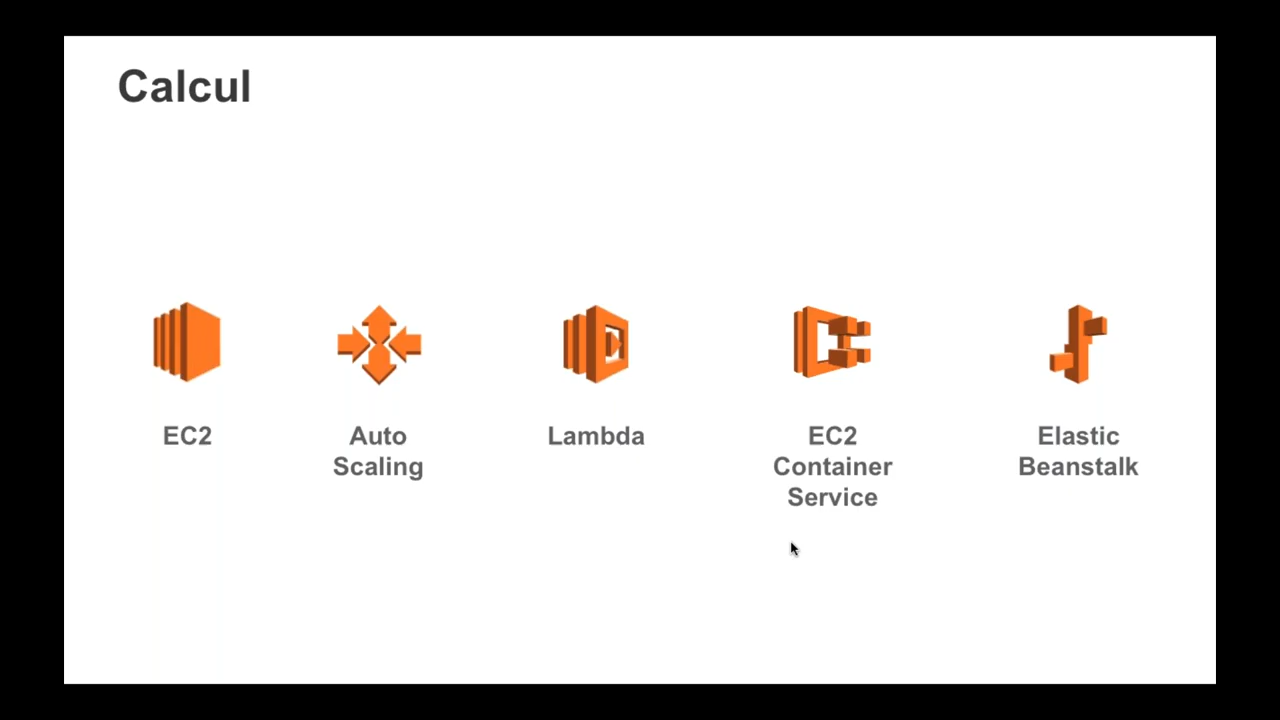 Calcul
EC2
Auto
Scaling
Lambda
EC2
Container
Service
Elastic
Beanstalk